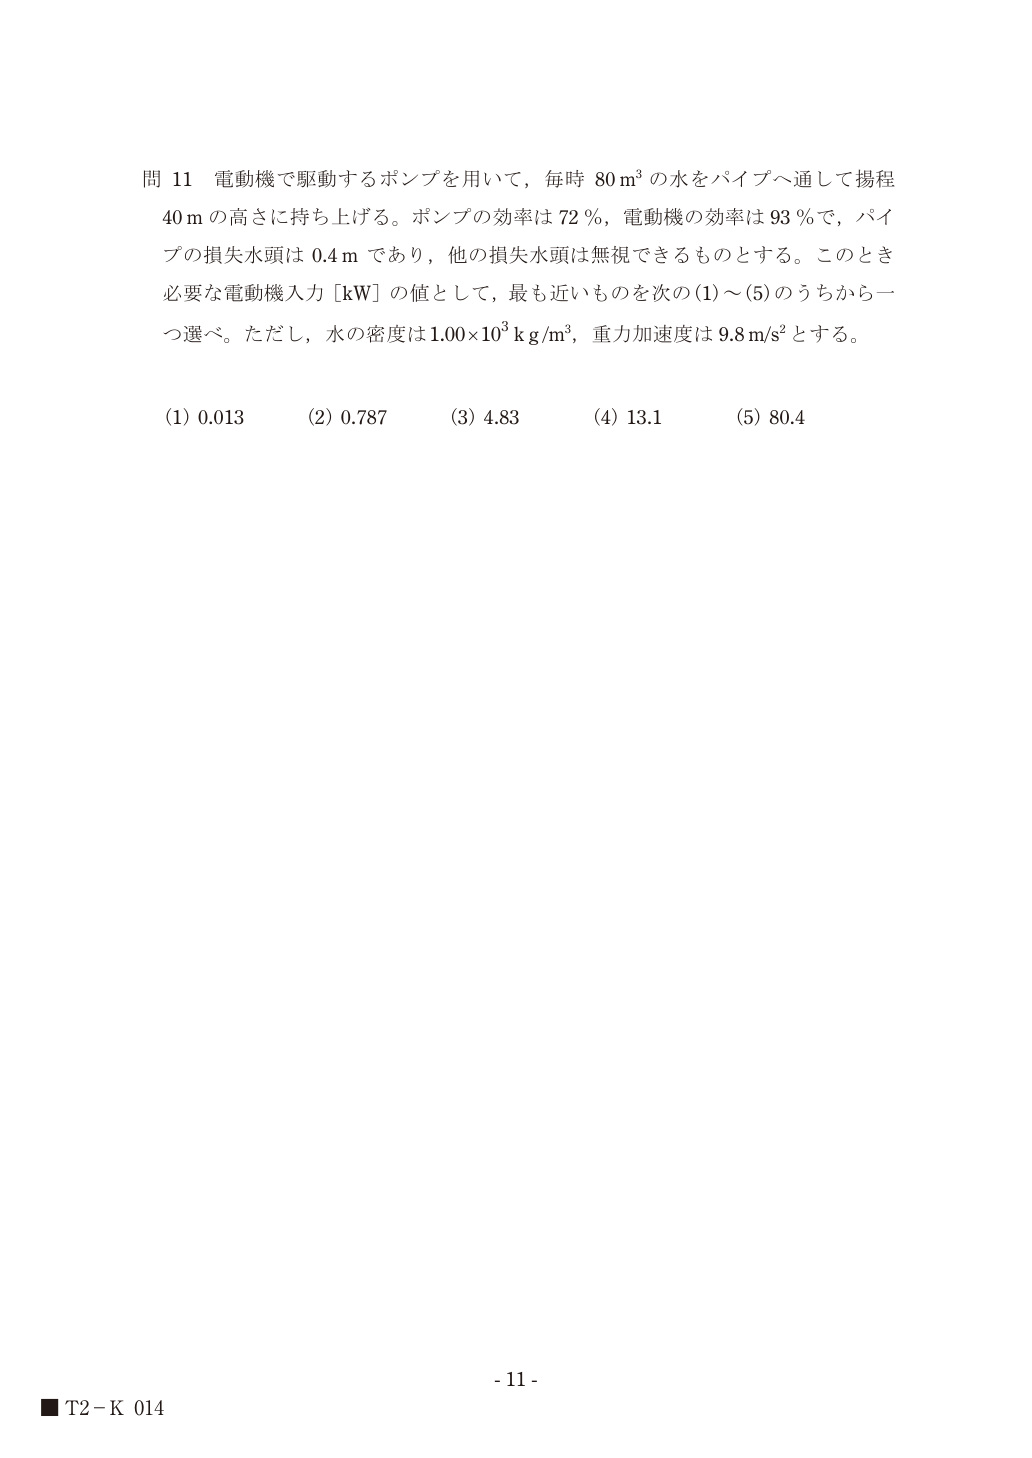 問 11　電動機で駆動するポンプを用いて，毎時 80 m³ の水をパイプへ通して揚程
40 m の高さに持ち上げる。ポンプの効率は 72 %，電動機の効率は 93 %で，パイ
プの損失水頭は 0.4 m であり，他の損失水頭は無視できるものとする。このとき
必要な電動機入力［kW］の値として，最も近いものを次の(1)～(5)のうちから一
つ選べ。ただし，水の密度は1.00×10³ kg/m³，重力加速度は 9.8 m/s² とする。
(1) 0.013　(2) 0.787　(3) 4.83　(4) 13.1　(5) 80.4
- 11 -
■ T2－K 014